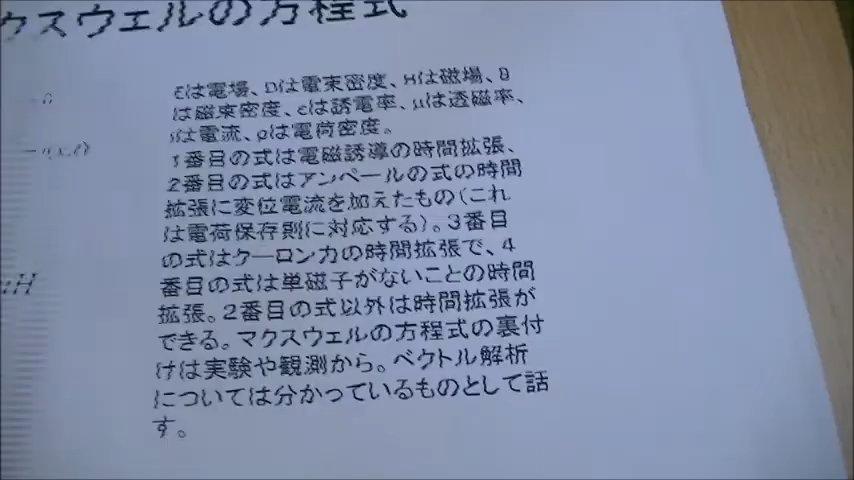 クスウェルの方程式
Eは電場、Dは電束密度、Hは磁場、B
は磁束密度、εは誘電率、μは透磁率、
は電流、ρは電荷密度。
1番目の式は電磁誘導の時間拡張、
2番目の式はアンペールの式の時間
拡張に変位電流を加えたもの(これ
は電荷保存則に対応する)。3番目
の式はクーロン力の時間拡張で、4
番目の式は単磁子がないことの時間
拡張。2番目の式以外は時間拡張が
できる。マクスウェルの方程式の裏付
けは実験や観測から。ベクトル解析
については分かっているものとして話
す。
μH